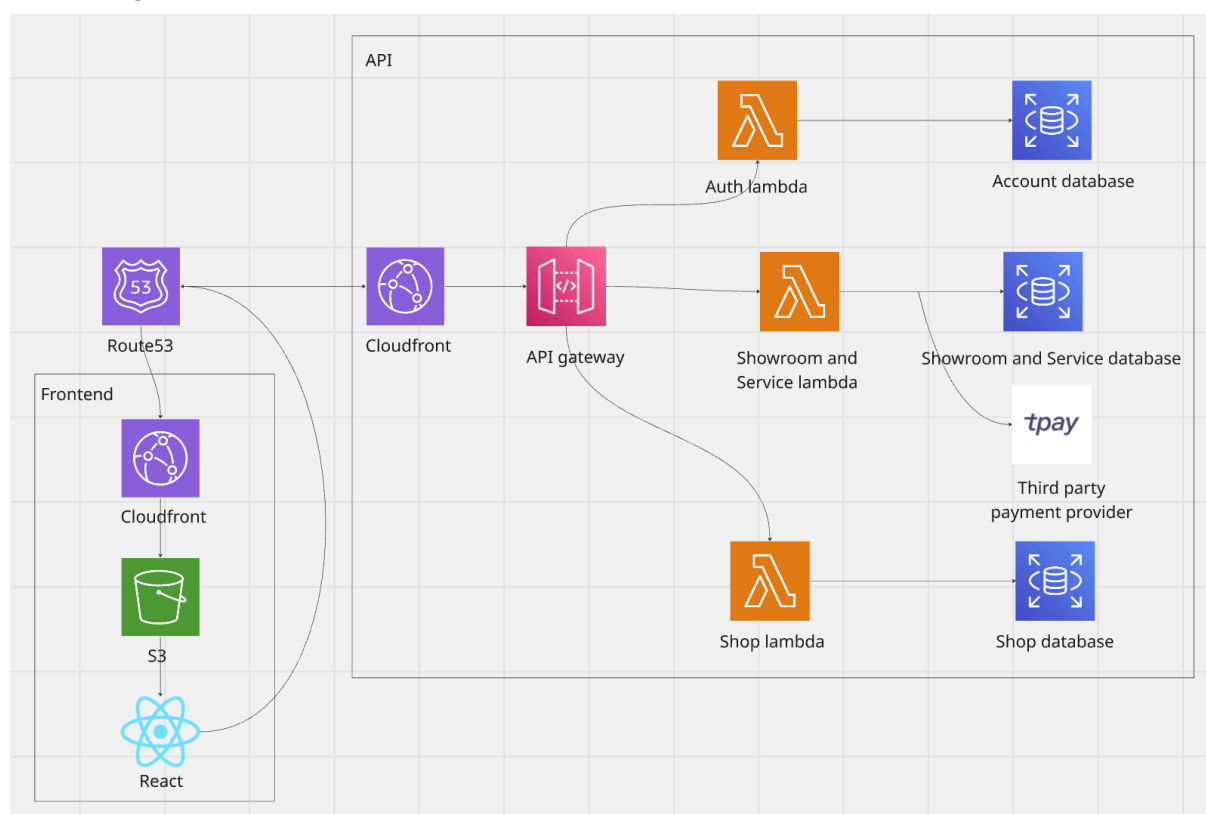 API
Auth lambda
Account database
53
Route53
Cloudfront
</>
API gateway
Showroom and
Service lambda
Showroom and Service database
Frontend
Cloudfront
tpay
Third party
payment provider
S3
Shop lambda
Shop database
React